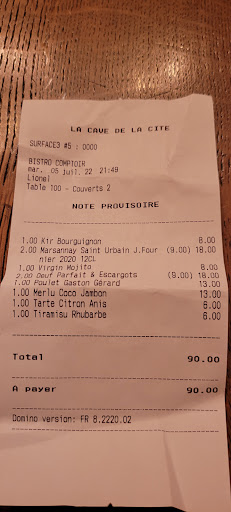 LA CAVE DE LA CITE
SURFACE3 #5 : 0000
BISTRO COMPTOIR
mar. 05 juil. 22 21:49
Lionel
Table 100 - Couverts 2
NOTE PROVISOIRE
1.00 Kir Bourguignon 8.00
2.00 Marsannay Saint Urbain J.Four (9.00) 18.00
nier 2020 12CL
1.00 Virgin Mojito 8.00
2.00 Oeuf Parfait & Escargots (9.00) 18.00
1.00 Poulet Gaston Gérard 13.00
1.00 Merlu Coco Jambon 13.00
1.00 Tarte Citron Anis 6.00
1.00 Tiramisu Rhubarbe 6.00
Total 90.00
A payer 90.00
Domino version: FR 8.2220.02